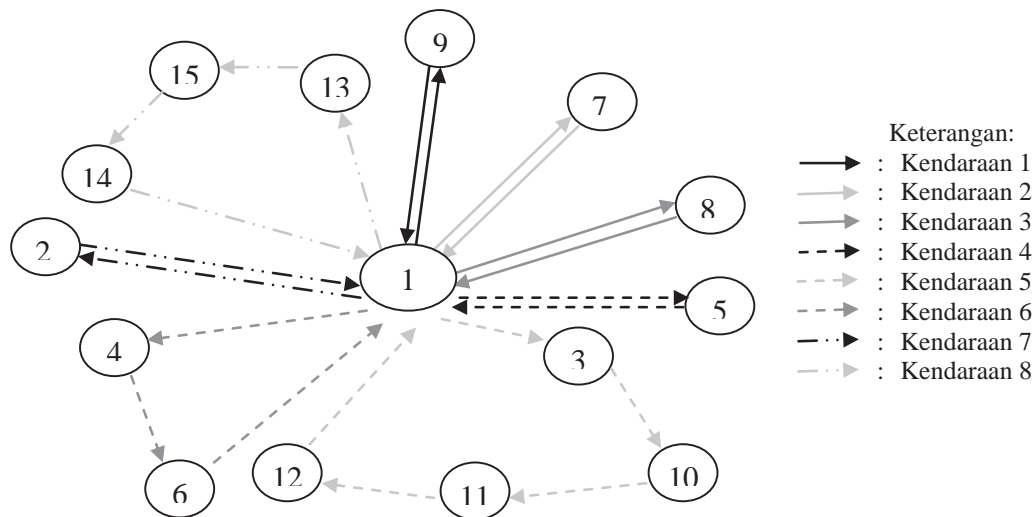 9
15
13
7
14
8
2
1
5
4
3
12
10
6
11
Keterangan:
: Kendaraan 1
: Kendaraan 2
: Kendaraan 3
: Kendaraan 4
: Kendaraan 5
: Kendaraan 6
: Kendaraan 7
: Kendaraan 8